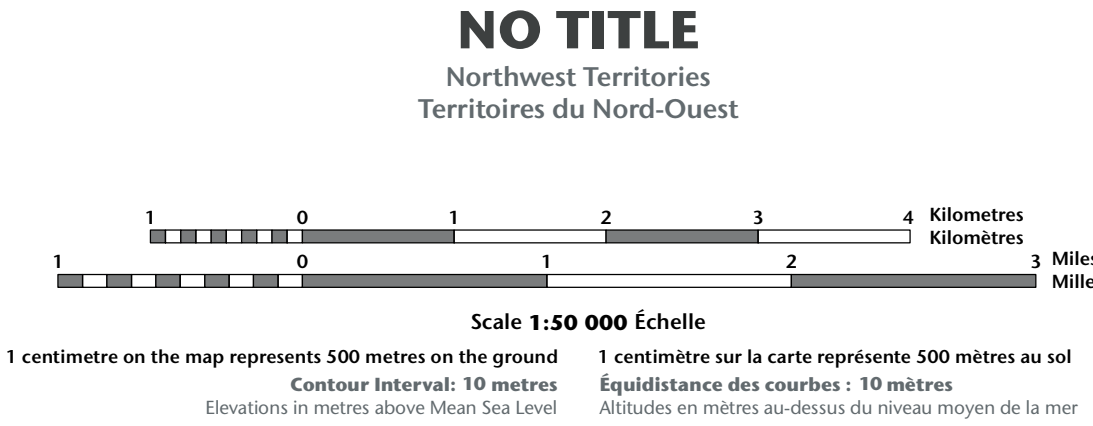 NO TITLE
Northwest Territories
Territoires du Nord-Ouest
1 0 1 2 3 4 Kilometres
Kilomètres
1 0 1 2 3 Miles
Mille
Scale 1:50 000 Échelle
1 centimetre on the map represents 500 metres on the ground
1 centimètre sur la carte représente 500 mètres au sol
Contour Interval: 10 metres
Équidistance des courbes : 10 mètres
Elevations in metres above Mean Sea Level
Altitudes en mètres au-dessus du niveau moyen de la mer